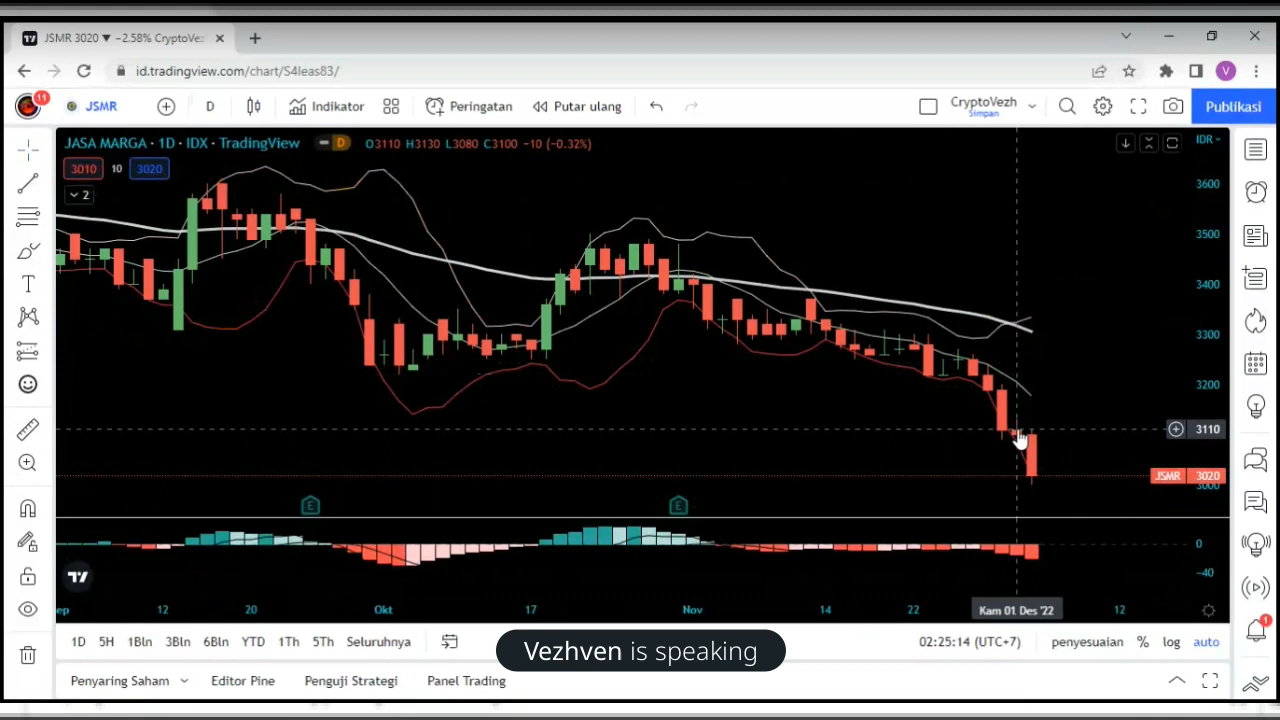 JSMR 3020 ▼ −2.58% CryptoVez
id.tradingview.com/chart/S4leas83/
V
11
JSMR
D
Indikator
Peringatan
Putar ulang
CryptoVezh
Simpan
Publikasi
JASA MARGA · 1D · IDX · TradingView
D
O3110 H3130 L3080 C3100 −10 (−0.32%)
IDR
3010
10
3020
2
3600
3500
3400
3300
3200
3110
JSMR 3020
3000
E
E
0
−40
ep
12
20
Okt
17
Nov
14
22
Kam 01 Des '22
12
1D
5H
1Bln
3Bln
6Bln
YTD
1Th
5Th
Seluruhnya
02:25:14 (UTC+7)
penyesuaian
%
log
auto
1
Vezhven is speaking
Penyaring Saham
Editor Pine
Penguji Strategi
Panel Trading